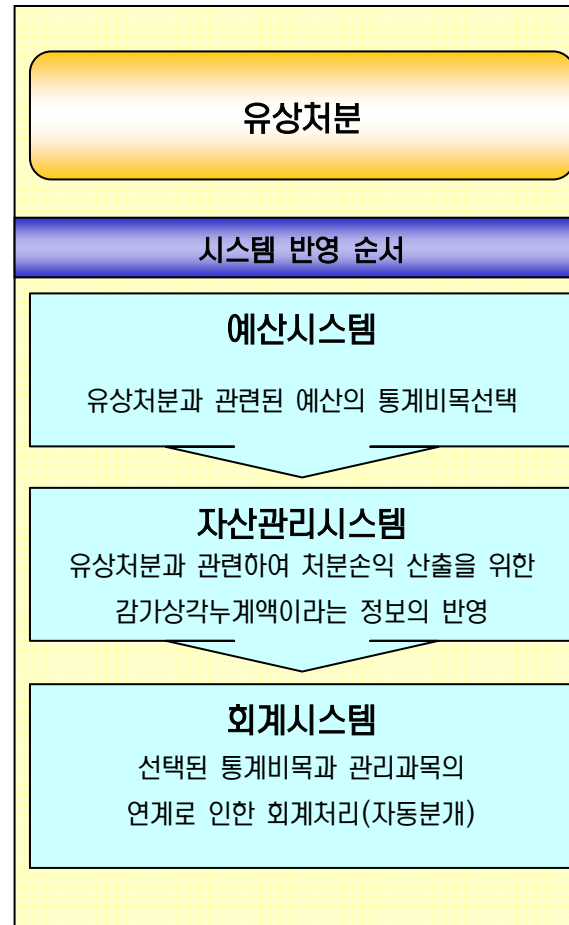 유상처분
시스템 반영 순서
예산시스템
유상처분과 관련된 예산의 통계비목선택
자산관리시스템
유상처분과 관련하여 처분손익 산출을 위한
감가상각누계액이라는 정보의 반영
회계시스템
선택된 통계비목과 관리과목의
연계로 인한 회계처리(자동분개)